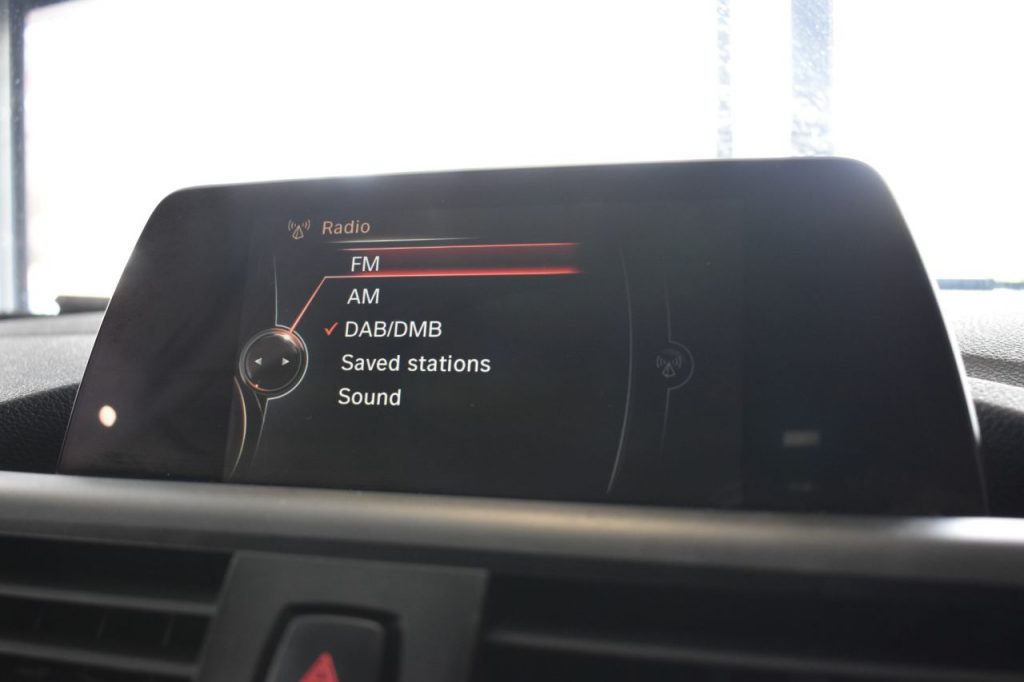 Radio
FM
AM
DAB/DMB
Saved stations
Sound